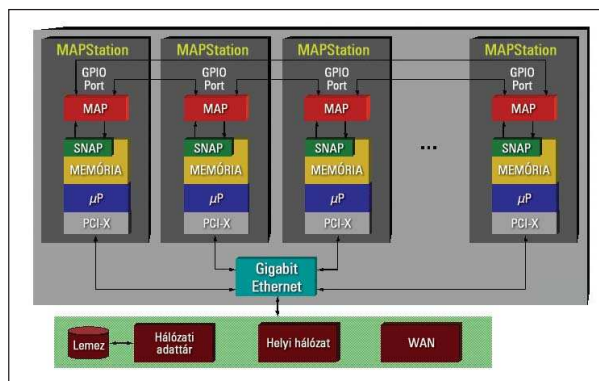 MAPStation
GPIO
Port
MAP
SNAP
MEMÓRIA
µP
PCI-X
MAPStation
GPIO
Port
MAP
SNAP
MEMÓRIA
µP
PCI-X
MAPStation
GPIO
Port
MAP
SNAP
MEMÓRIA
µP
PCI-X
...
MAPStation
GPIO
Port
MAP
SNAP
MEMÓRIA
µP
PCI-X
Gigabit
Ethernet
Lemez
Hálózati
adattár
Helyi hálózat
WAN